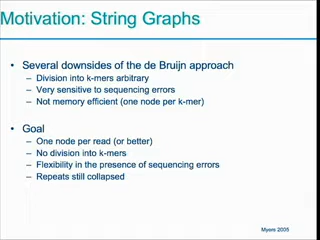 Motivation: String Graphs
• Several downsides of the de Bruijn approach
– Division into k-mers arbitrary
– Very sensitive to sequencing errors
– Not memory efficient (one node per k-mer)
• Goal
– One node per read (or better)
– No division into k-mers
– Flexibility in the presence of sequencing errors
– Repeats still collapsed
Myers 2005